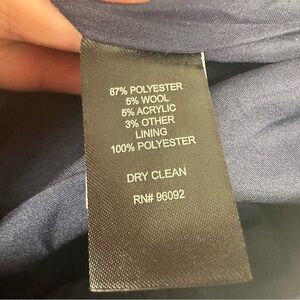 87% POLYESTER
5% WOOL
5% ACRYLIC
3% OTHER
LINING
100% POLYESTER
DRY CLEAN
RN# 96092